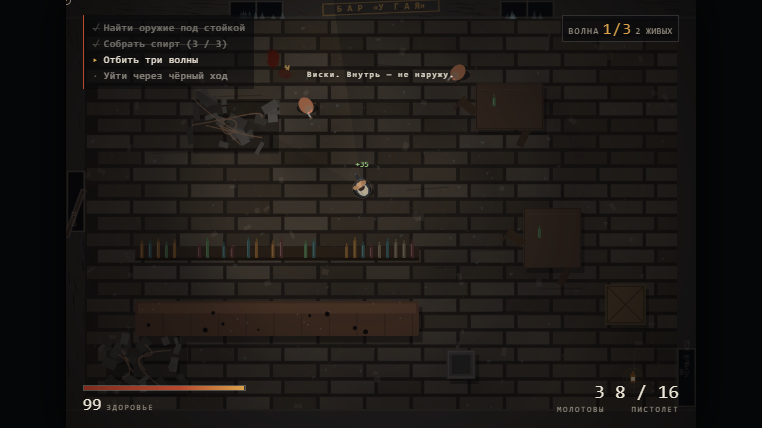 БАР «У ГАЯ»
√ Найти оружие под стойкой
√ Собрать спирт (3 / 3)
▸ Отбить три волны
· Уйти через чёрный ход
ВОЛНА 1/3 2 ЖИВЫХ
Виски. Внутрь — не наружу.
+35
99 ЗДОРОВЬЕ
3 8 / 16
МОЛОТОВЫ ПИСТОЛЕТ